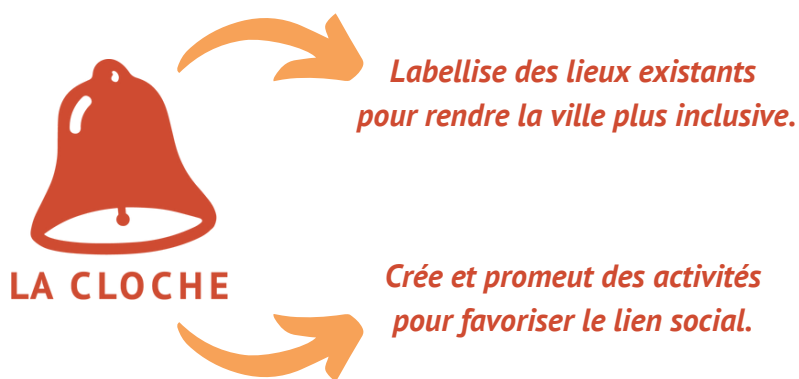 Labellise des lieux existants
pour rendre la ville plus inclusive.
LA CLOCHE
Crée et promeut des activités
pour favoriser le lien social.